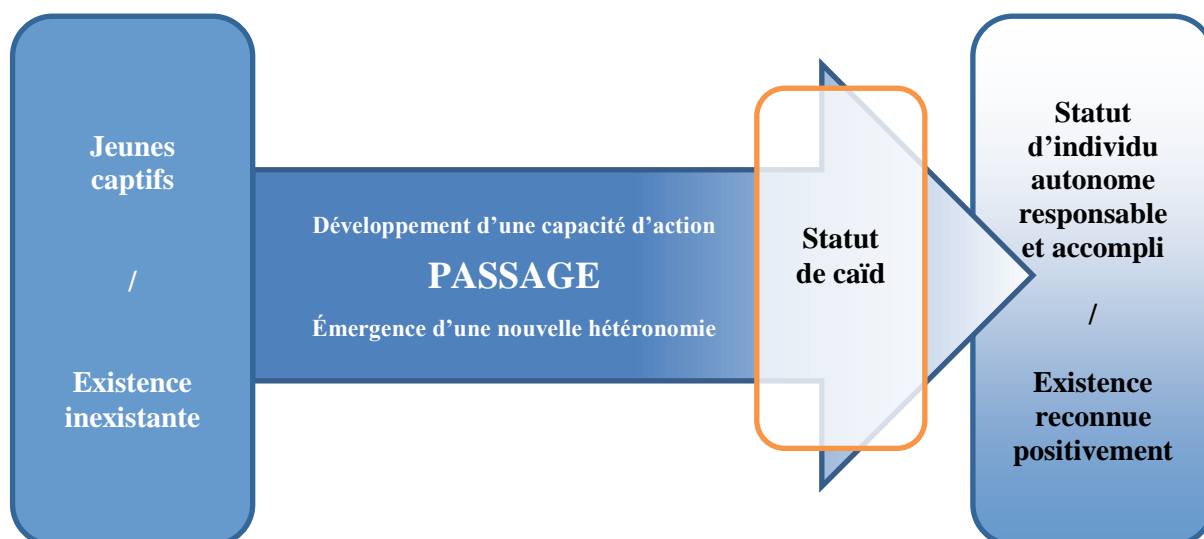 Jeunes
captifs
/
Existence
inexistante
Développement d’une capacité d’action
PASSAGE
Émergence d’une nouvelle hétéronomie
Statut
de caïd
Statut
d’individu
autonome
responsable
et accompli
/
Existence
reconnue
positivement